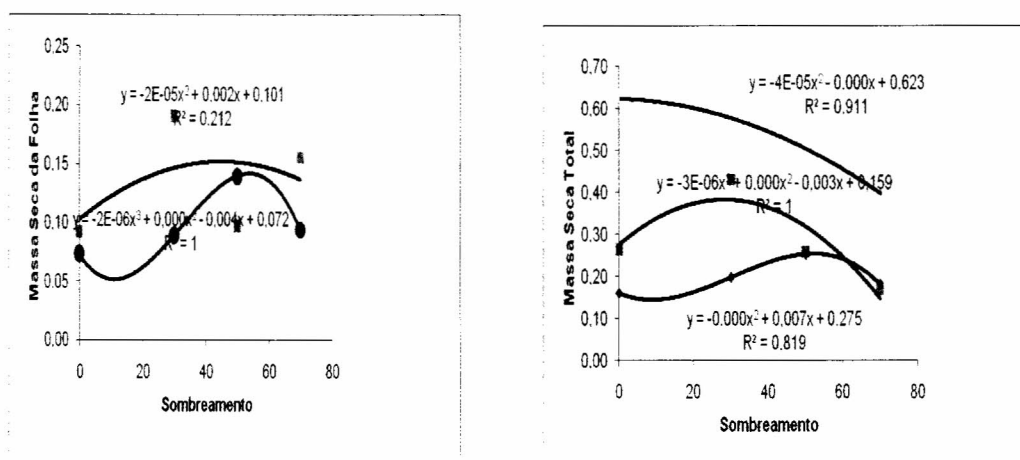 0,25
0,20
0,15
0,10
0,05
0,00
Massa Seca da Folha
y = -2E-05x² + 0,002x + 0,101
R² = 0,212
y = -2E-06x³ + 0,000x² - 0,004x + 0,072
R² = 1
0 20 40 60 80
Sombreamento
0,70
0,60
0,50
0,40
0,30
0,20
0,10
0,00
Massa Seca Total
y = -4E-05x² - 0,000x + 0,623
R² = 0,911
y = -3E-06x³ + 0,000x² - 0,003x + 0,159
R² = 1
y = -0,000x² + 0,007x + 0,275
R² = 0,819
0 20 40 60 80
Sombreamento